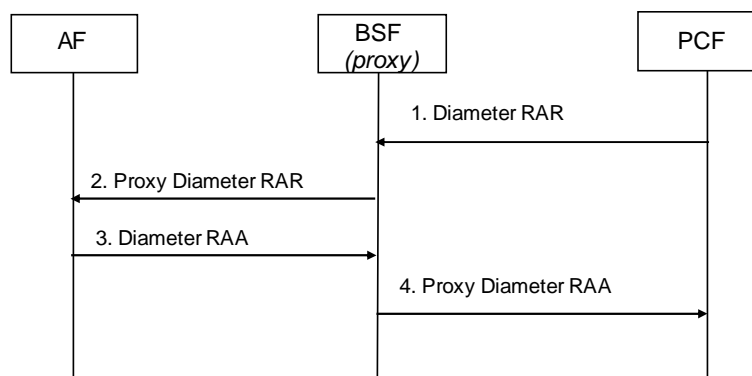 AF
BSF
(proxy)
PCF
1. Diameter RAR
2. Proxy Diameter RAR
3. Diameter RAA
4. Proxy Diameter RAA